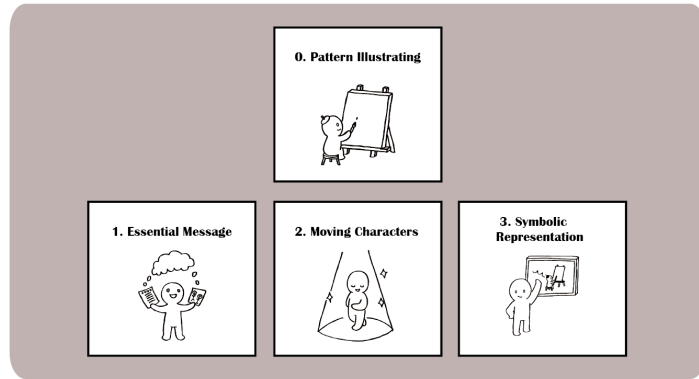 0. Pattern Illustrating
1. Essential Message
2. Moving Characters
3. Symbolic
Representation